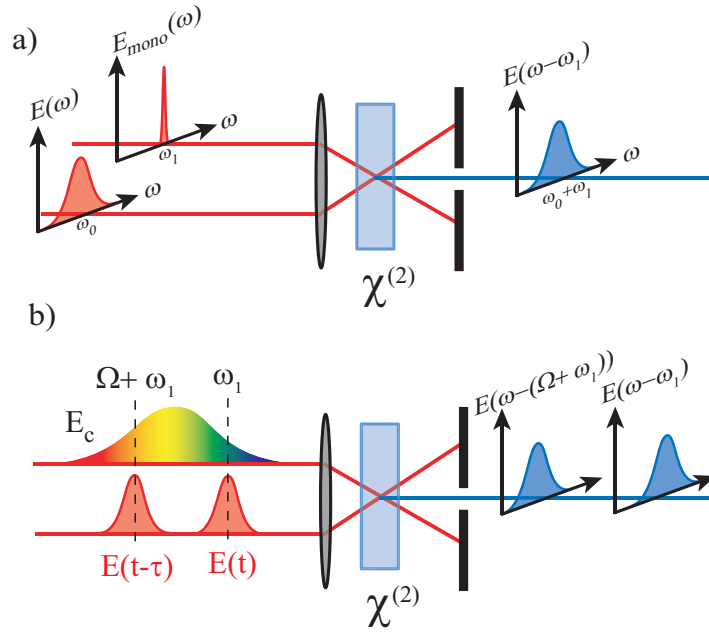 a)
E_mono(ω)
E(ω)
ω
ω₁
ω
ω₀
E(ω−ω₁)
ω
ω₀+ω₁
χ⁽²⁾
b)
Ω+ ω₁
ω₁
E_c
E(t-τ)
E(t)
E(ω−(Ω+ ω₁))
E(ω−ω₁)
χ⁽²⁾